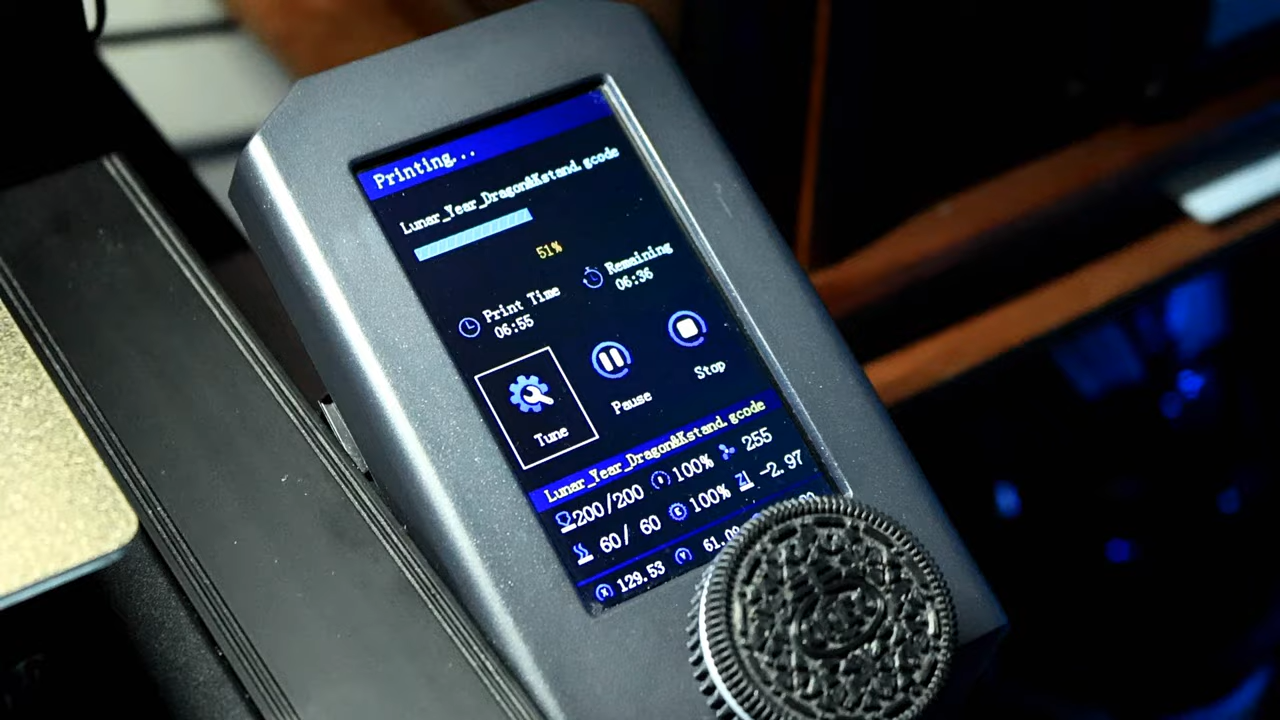 Printing...
Lunar_Year_Dragon&Kstand.gcode
51%
Print Time
06:55
Remaining
06:36
Tune
Pause
Stop
Lunar_Year_Dragon&Kstand.gcode
200/200 100% 255
60/ 60 E 100% Z -2.97
X 129.53 Y